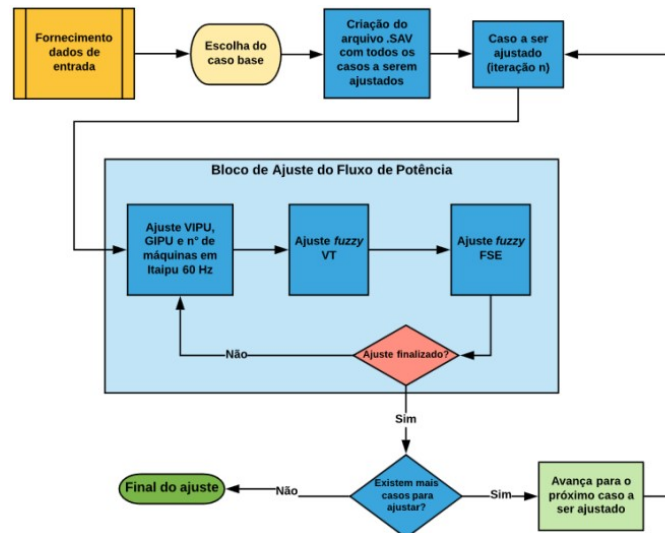 Fornecimento
dados de
entrada
Escolha do
caso base
Criação do
arquivo .SAV
com todos os
casos a serem
ajustados
Caso a ser
ajustado
(iteração n)
Bloco de Ajuste do Fluxo de Potência
Ajuste VIPU,
GIPU e n° de
máquinas em
Itaipu 60 Hz
Ajuste fuzzy
VT
Ajuste fuzzy
FSE
Ajuste finalizado?
Não
Sim
Existem mais
casos para
ajustar?
Não
Final do ajuste
Sim
Avança para o
próximo caso a
ser ajustado